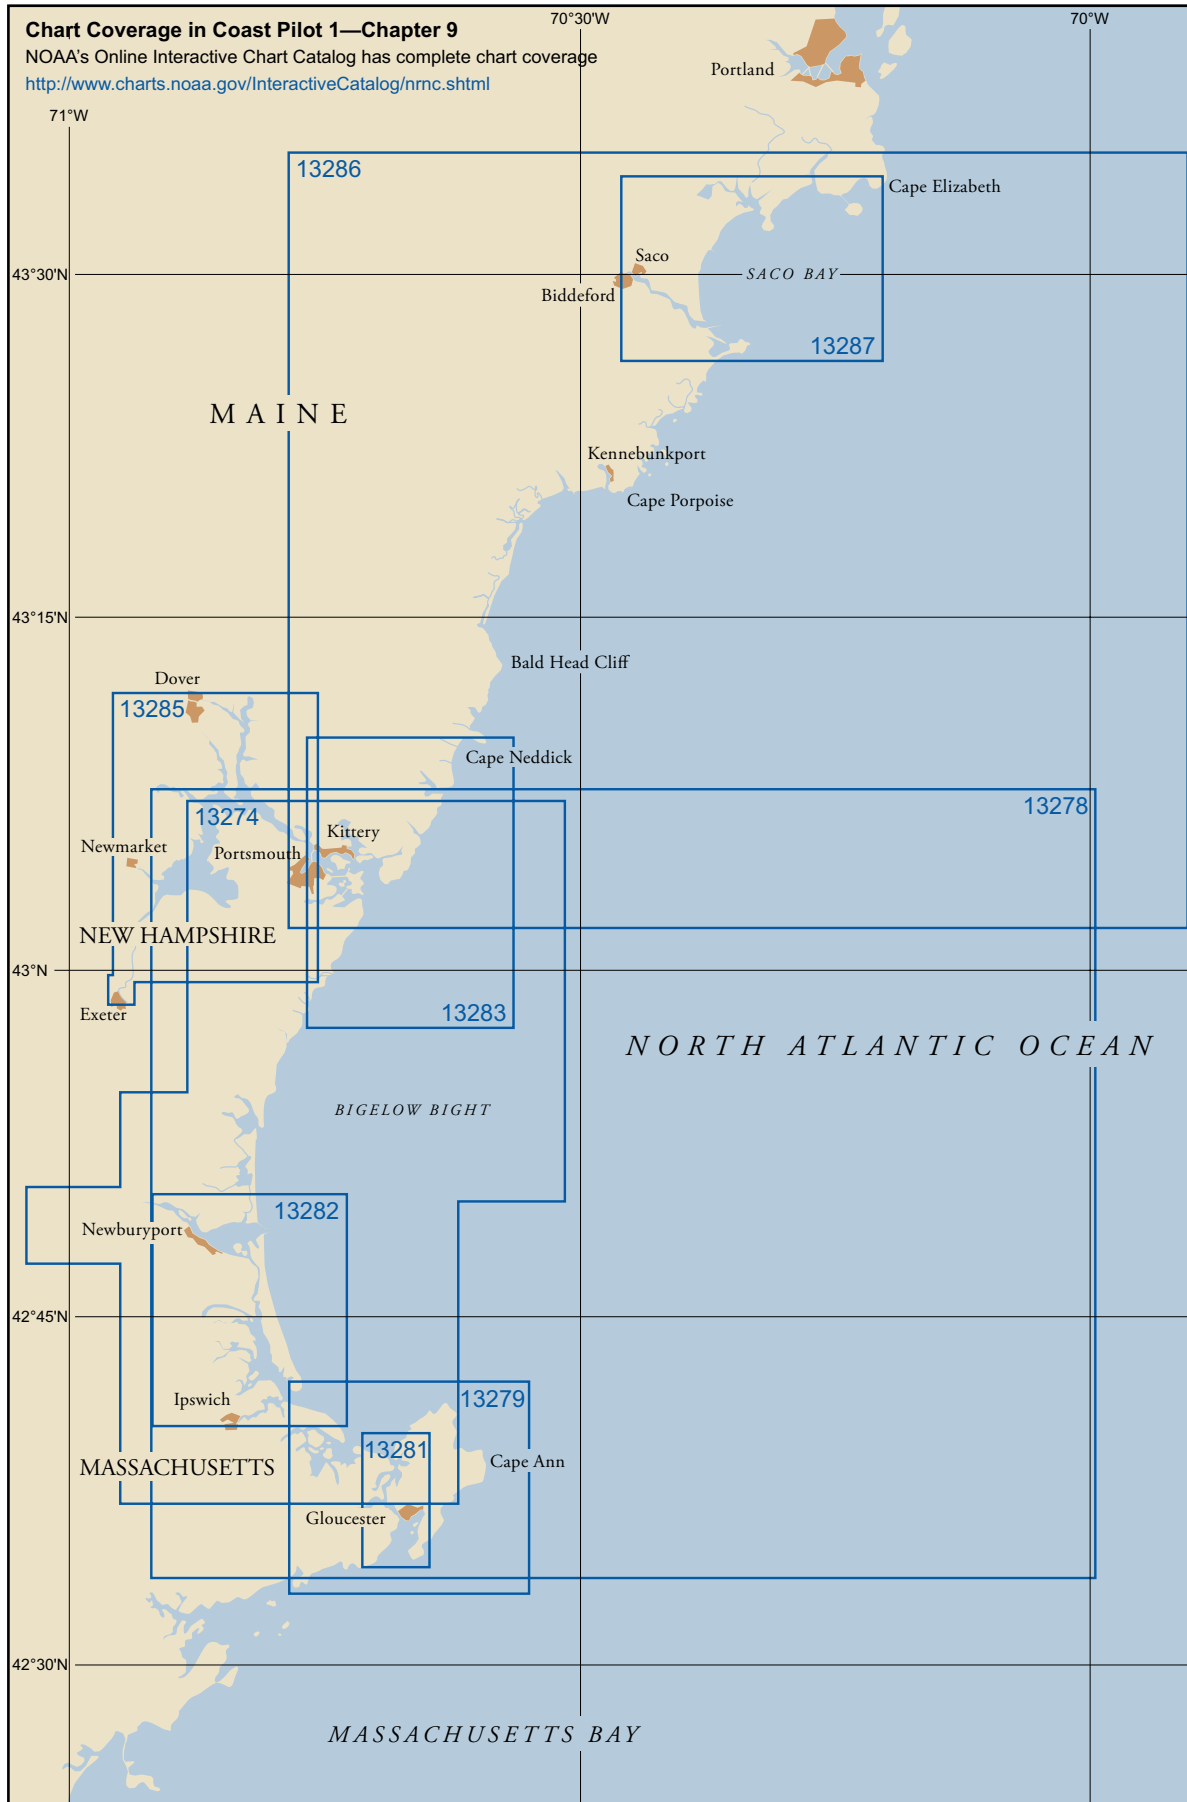 Chart Coverage in Coast Pilot 1—Chapter 9
NOAA's Online Interactive Chart Catalog has complete chart coverage
http://www.charts.noaa.gov/InteractiveCatalog/nrnc.shtml
70°30'W
70°W
71°W
Portland
13286
Cape Elizabeth
Saco
43°30'N
SACO BAY
Biddeford
13287
MAINE
Kennebunkport
Cape Porpoise
43°15'N
Bald Head Cliff
Dover
13285
Cape Neddick
13278
13274
Kittery
Newmarket
Portsmouth
NEW HAMPSHIRE
43°N
Exeter
13283
NORTH ATLANTIC OCEAN
BIGELOW BIGHT
13282
Newburyport
42°45'N
Ipswich
13279
13281
Cape Ann
MASSACHUSETTS
Gloucester
42°30'N
MASSACHUSETTS BAY